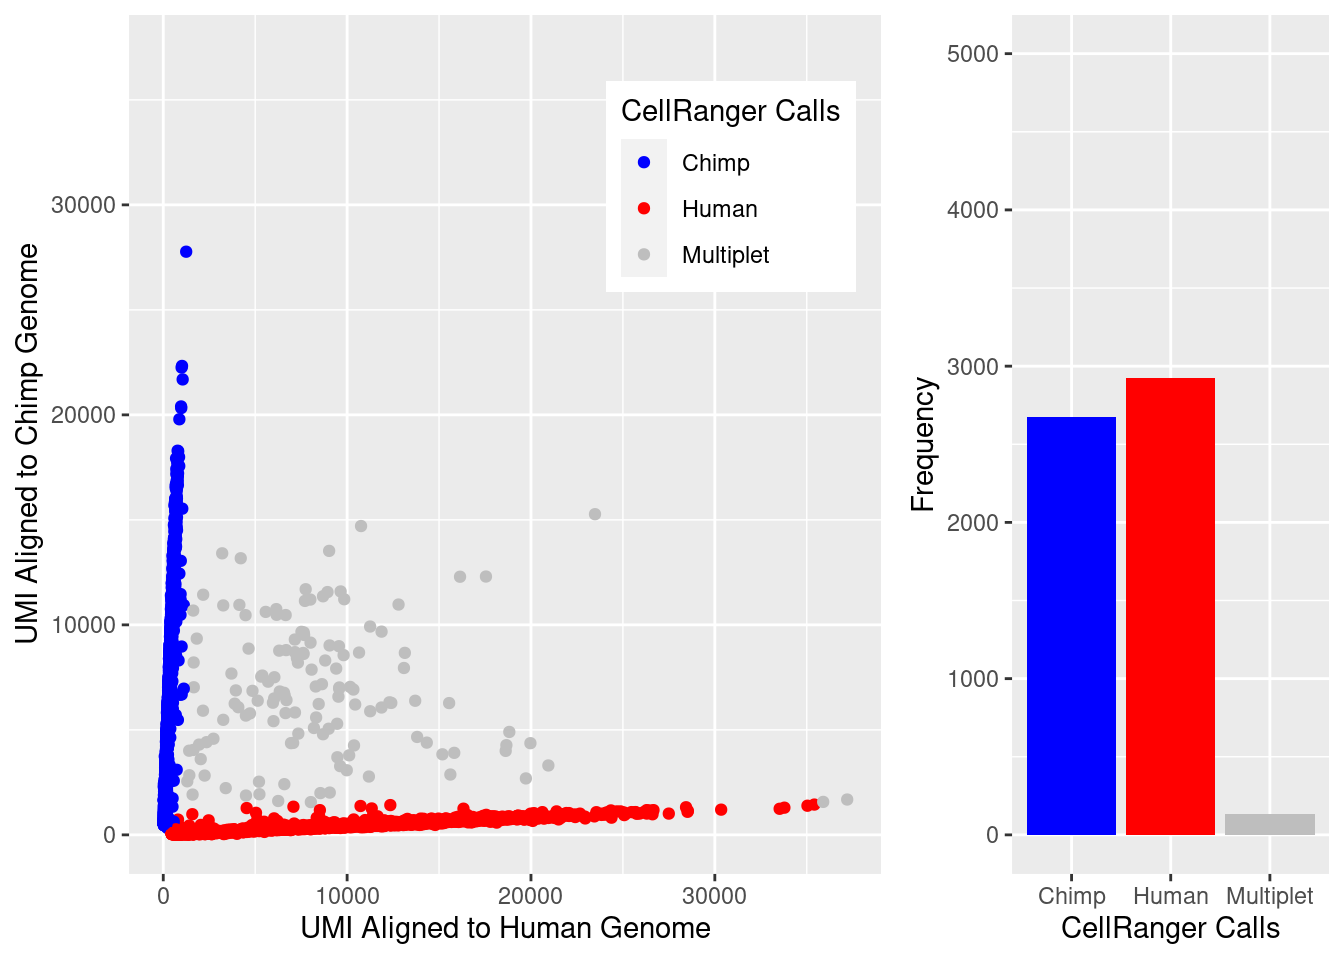 UMI Aligned to Chimp Genome
30000
20000
10000
0
CellRanger Calls
Chimp
Human
Multiplet
0
10000
20000
30000
UMI Aligned to Human Genome
Frequency
5000
4000
3000
2000
1000
0
Chimp
Human
Multiplet
CellRanger Calls